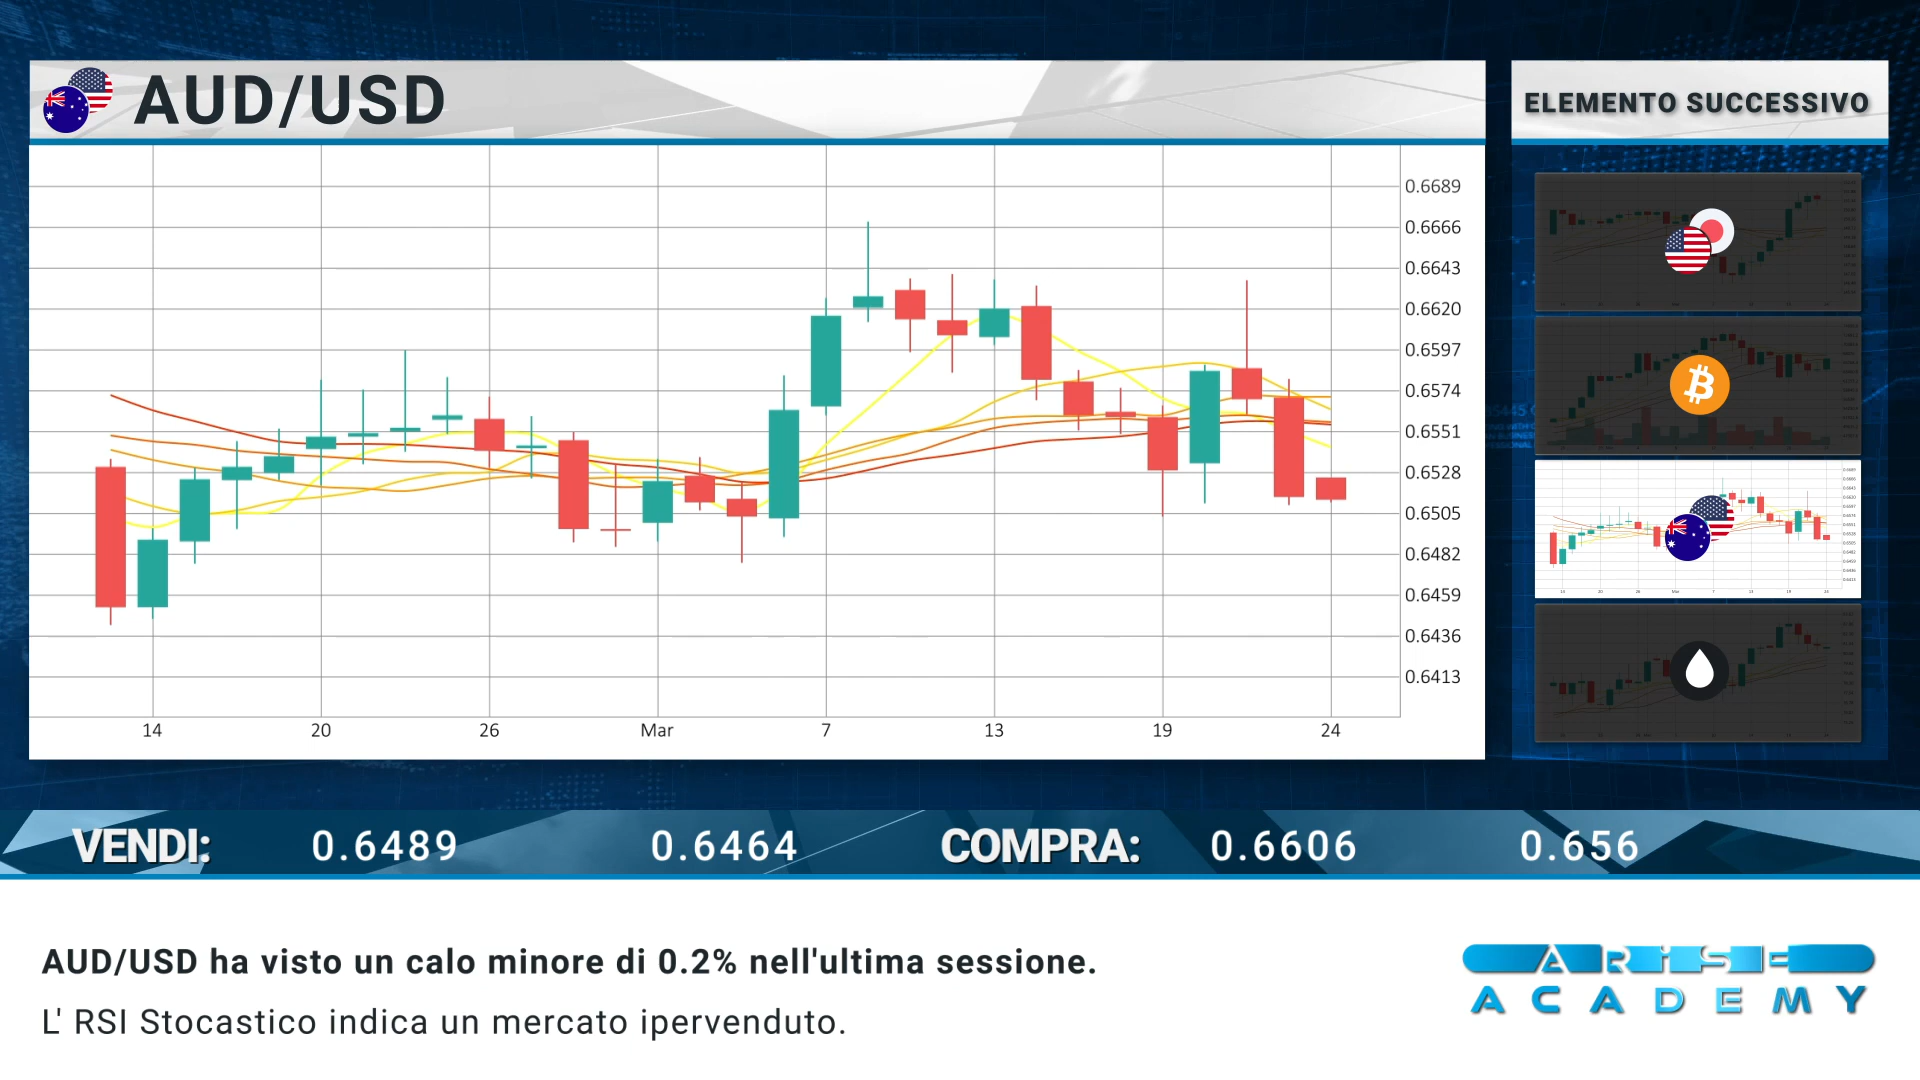 AUD/USD
ELEMENTO SUCCESSIVO
0.6689
0.6666
0.6643
0.6620
0.6597
0.6574
0.6551
0.6528
0.6505
0.6482
0.6459
0.6436
0.6413
14 20 26 Mar 7 13 19 24
VENDI: 0.6489 0.6464 COMPRA: 0.6606 0.656
AUD/USD ha visto un calo minore di 0.2% nell'ultima sessione.
L' RSI Stocastico indica un mercato ipervenduto.
ARISE
ACADEMY